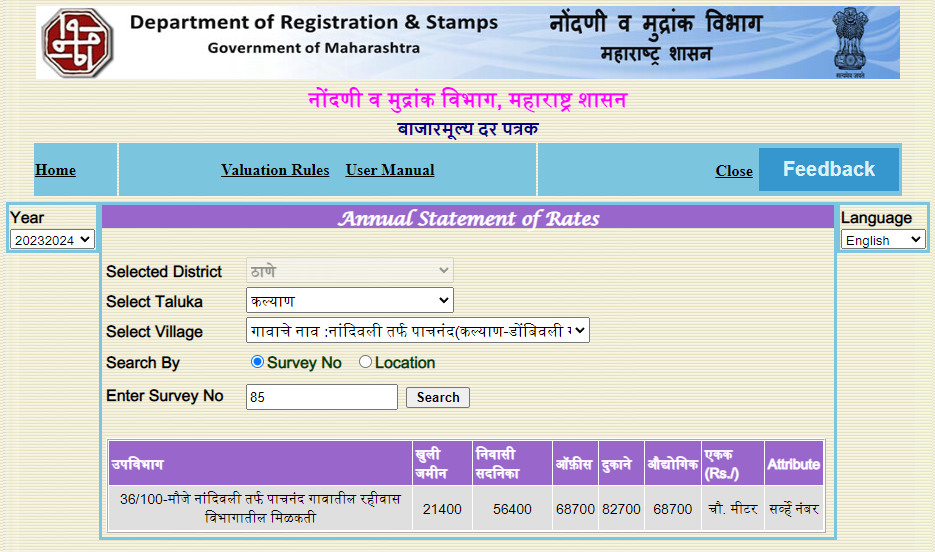 Department of Registration & Stamps
Government of Maharashtra
नोंदणी व मुद्रांक विभाग
महाराष्ट्र शासन
सत्यमेव जयते
नोंदणी व मुद्रांक विभाग, महाराष्ट्र शासन
बाजारमूल्य दर पत्रक
Home Valuation Rules User Manual Close Feedback
Year Annual Statement of Rates Language
20232024 English
Selected District ठाणे
Select Taluka कल्याण
Select Village गावाचे नाव :नांदिवली तर्फ पाचनंद(कल्याण-डोंबिवली
Search By Survey No Location
Enter Survey No 85 Search
उपविभाग खुली जमीन निवासी सदनिका ऑफ़ीस दुकाने औद्योगिक एकक (Rs./) Attribute
36/100-मौजे नांदिवली तर्फ पाचनंद गावातील रहीवास विभागातील मिळकती 21400 56400 68700 82700 68700 चौ. मीटर सर्व्हे नंबर